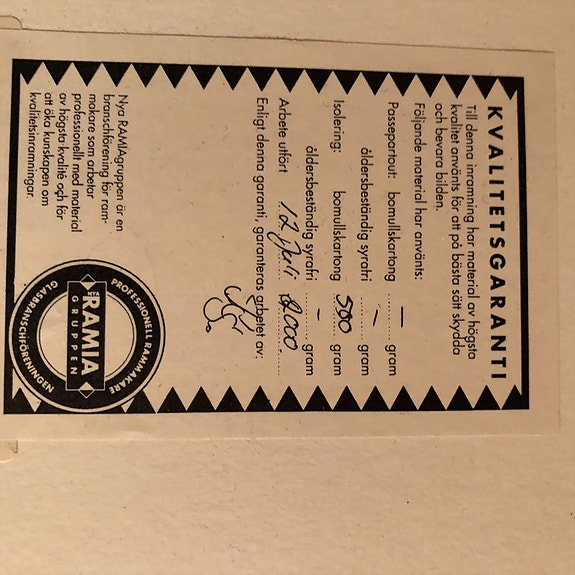 KVALITETSGARANTI
Till denna inramning har material av högsta
kvalitet använts för att på bästa sätt skydda
och bevara bilden.
Följande material har använts:
Passepartout: bomullskartong — gram
åldersbeständig syrafri — gram
Isolering: bomullskartong 500 gram
åldersbeständig syrafri — gram
Arbete utfört 12 Juli 2000.
Enligt denna garanti, garanteras arbetet av:
Nya RAMIAgruppen är en
branschförening för ram-
makare som arbetar
professionellt med material
av högsta kvalité och för
att öka kunskapen om
kvalitetsinramningar.
PROFESSIONELL RAMMAKARE
NYA
RAMIA
GRUPPEN
GLASBRANSCHFÖRENINGEN